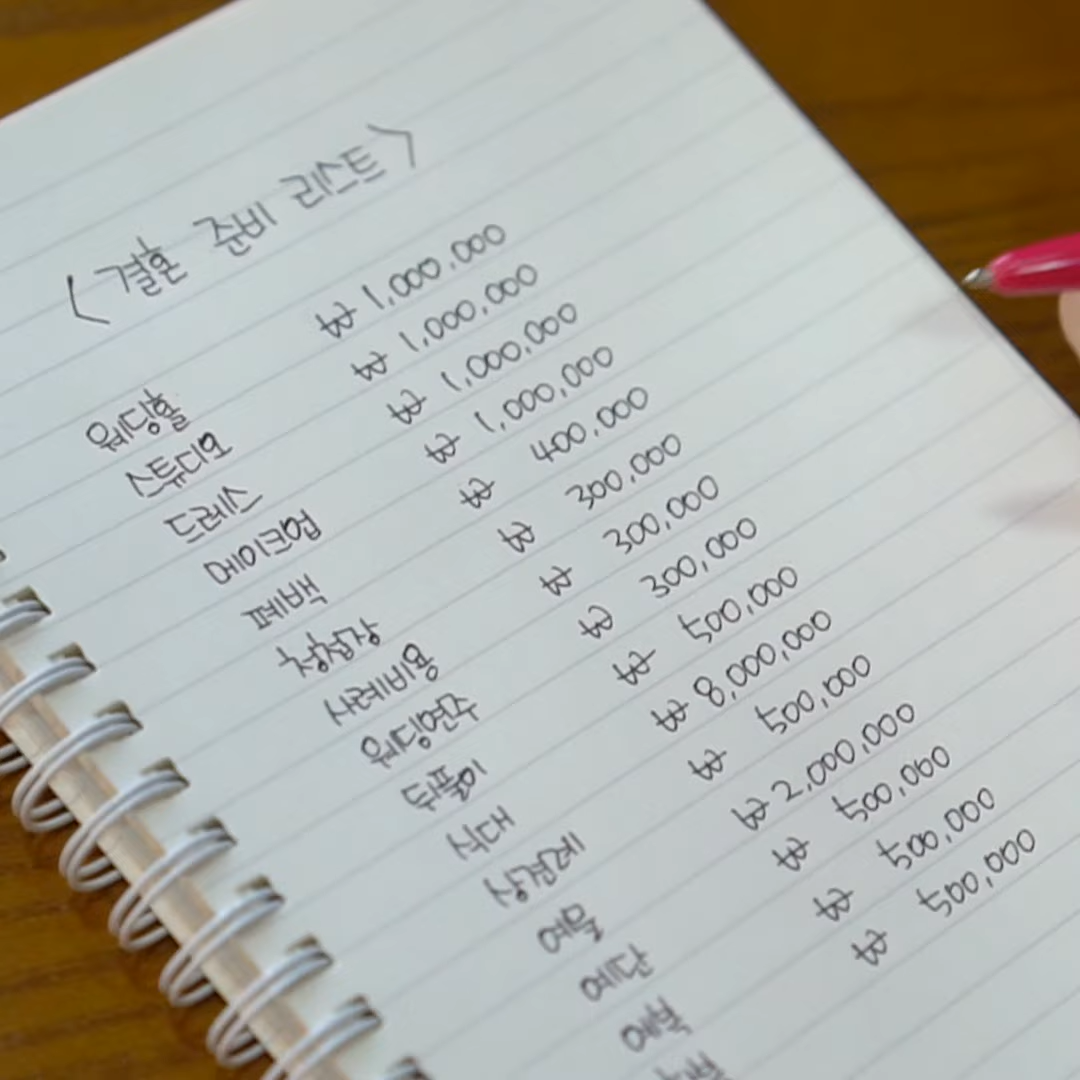 <결혼 준비 리스트>
웨딩홀 ₩ 1,000,000
스튜디오 ₩ 1,000,000
드레스 ₩ 1,000,000
메이크업 ₩ 1,000,000
폐백 ₩ 400,000
청첩장 ₩ 300,000
사례비용 ₩ 300,000
웨딩연주 ₩ 300,000
뒤풀이 ₩ 500,000
식대 ₩ 8,000,000
상견례 ₩ 500,000
예물 ₩ 2,000,000
예단 ₩ 500,000
예복 ₩ 500,000
₩ 500,000